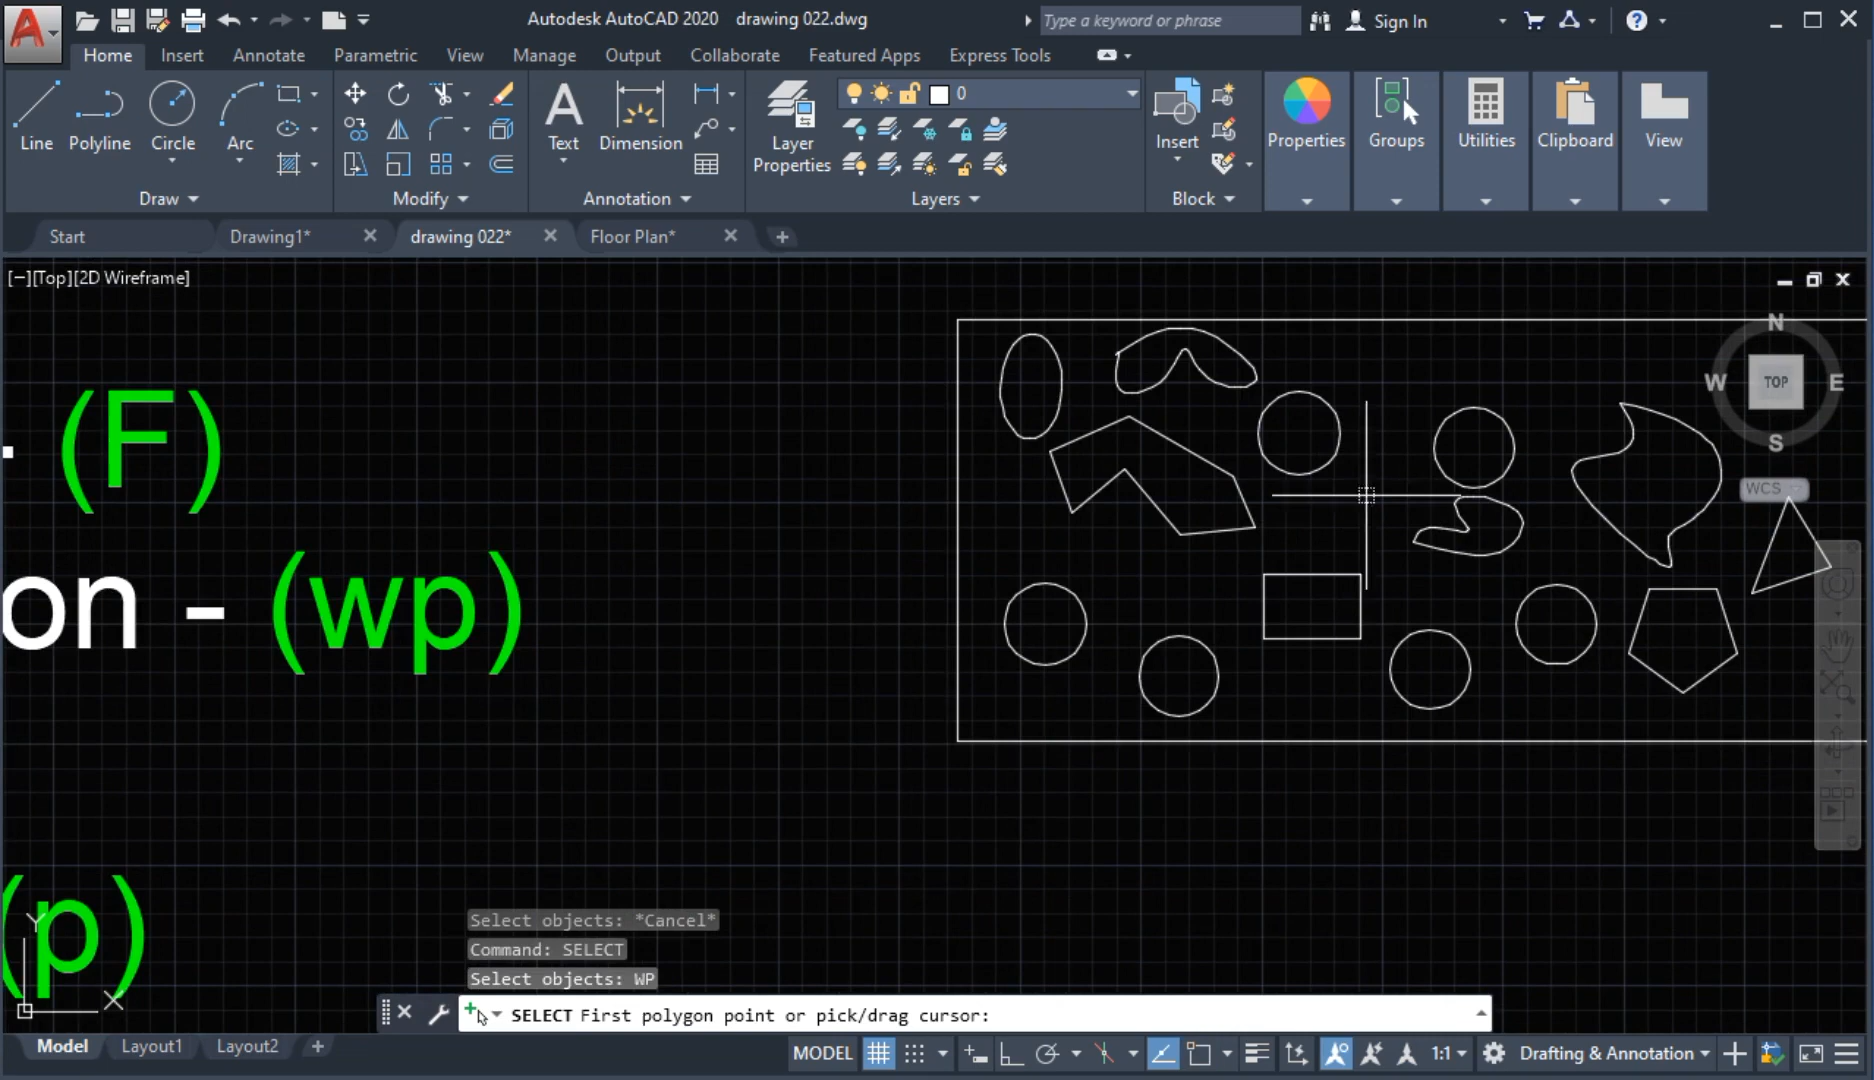 Autodesk AutoCAD 2020 drawing 022.dwg
Type a keyword or phrase
Sign In
Home Insert Annotate Parametric View Manage Output Collaborate Featured Apps Express Tools
0
Line Polyline Circle Arc
Text Dimension
Layer Properties
Insert
Properties Groups Utilities Clipboard View
Draw Modify Annotation Layers Block
Start Drawing1* drawing 022* Floor Plan*
[−][Top][2D Wireframe]
N
W TOP E
S
WCS
- (F)
on - (wp)
(p)
Y
X
Select objects: *Cancel*
Command: SELECT
Select objects: WP
SELECT First polygon point or pick/drag cursor:
Model Layout1 Layout2
MODEL 1:1 Drafting & Annotation